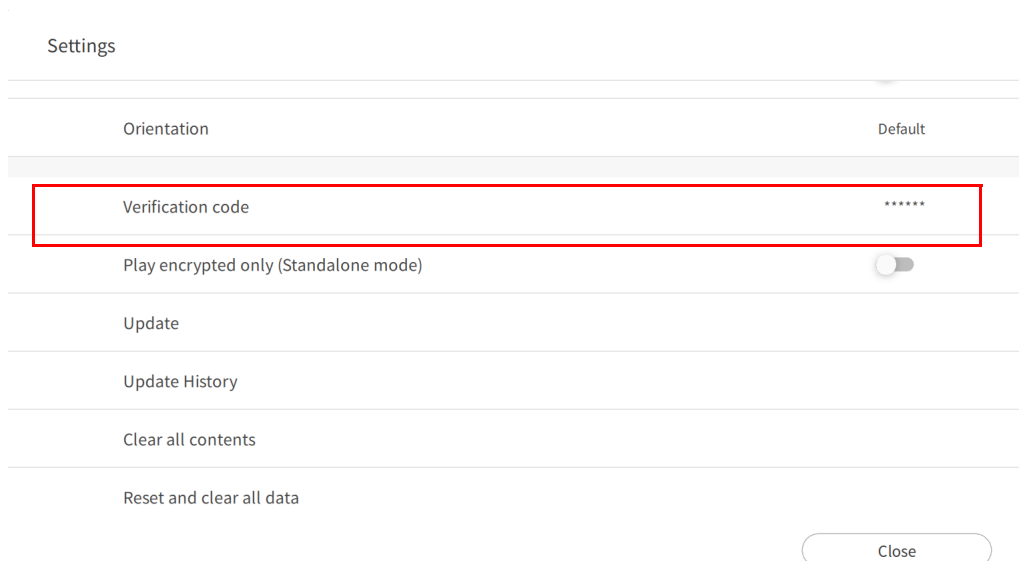 Settings
Orientation Default
Verification code ******
Play encrypted only (Standalone mode)
Update
Update History
Clear all contents
Reset and clear all data
Close